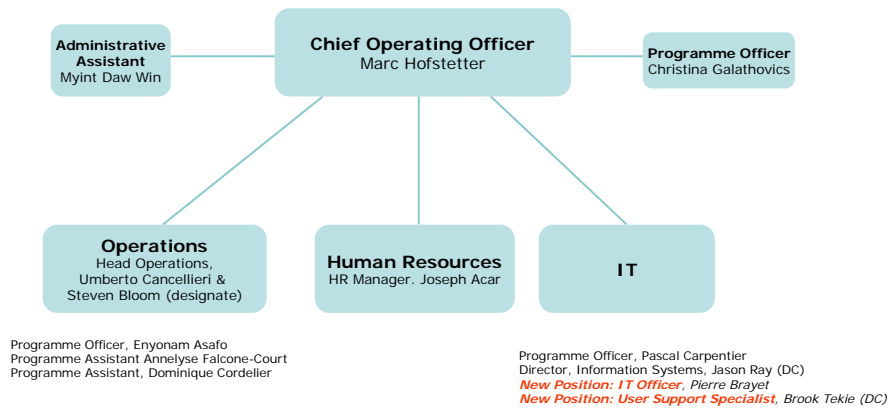 Administrative
Assistant
Myint Daw Win
Chief Operating Officer
Marc Hofstetter
Programme Officer
Christina Galathovics
Operations
Head Operations,
Umberto Cancellieri &
Steven Bloom (designate)
Human Resources
HR Manager. Joseph Acar
IT
Programme Officer, Enyonam Asafo
Programme Assistant Annelyse Falcone-Court
Programme Assistant, Dominique Cordelier
Programme Officer, Pascal Carpentier
Director, Information Systems, Jason Ray (DC)
New Position: IT Officer, Pierre Brayet
New Position: User Support Specialist, Brook Tekie (DC)